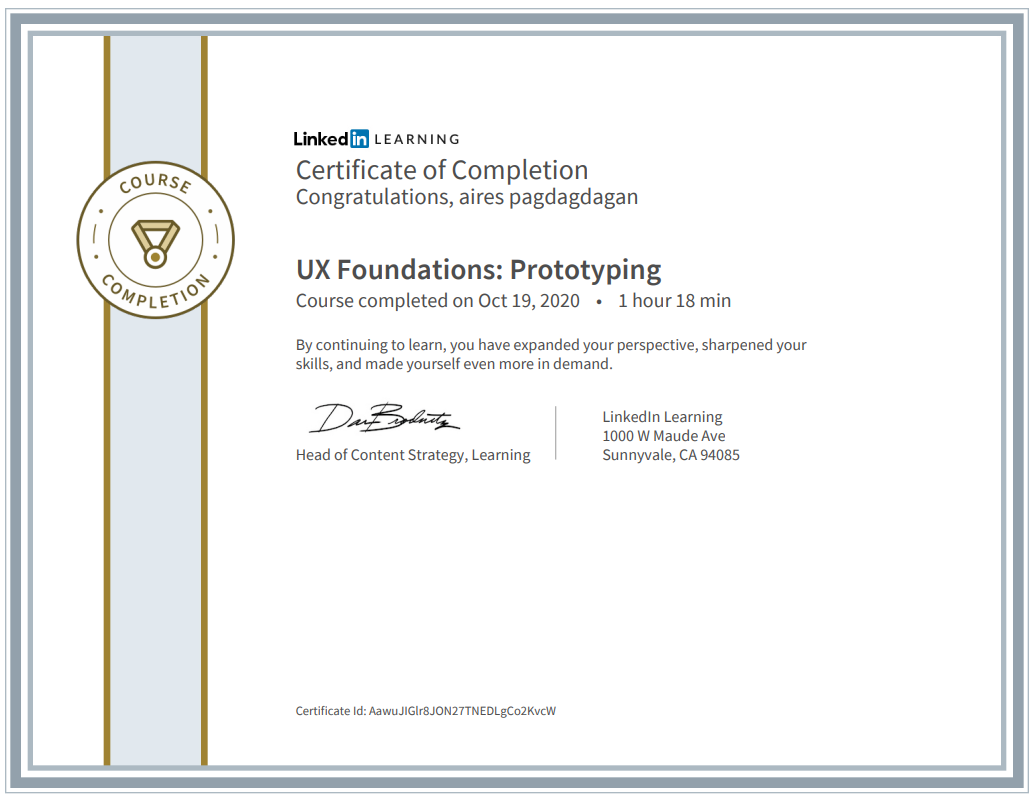 Linkedin LEARNING
Certificate of Completion
Congratulations, aires pagdagdagan
COURSE
COMPLETION
UX Foundations: Prototyping
Course completed on Oct 19, 2020 • 1 hour 18 min
By continuing to learn, you have expanded your perspective, sharpened your
skills, and made yourself even more in demand.
Head of Content Strategy, Learning
LinkedIn Learning
1000 W Maude Ave
Sunnyvale, CA 94085
Certificate Id: AawuJIGlr8JON27TNEDLgCo2KvcW